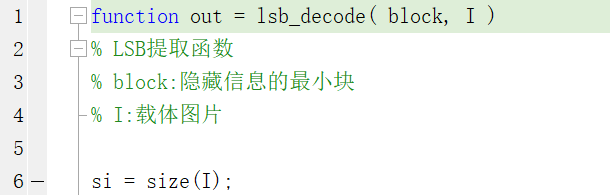 1 function out = lsb_decode( block, I )
2 % LSB提取函数
3 % block:隐藏信息的最小块
4 % I:载体图片
5
6 — si = size(I);